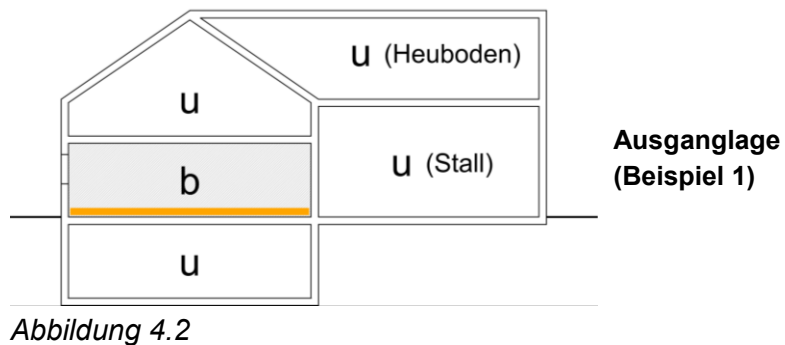 u (Heuboden)
u
Ausganglage
(Beispiel 1)
b
u (Stall)
u
Abbildung 4.2